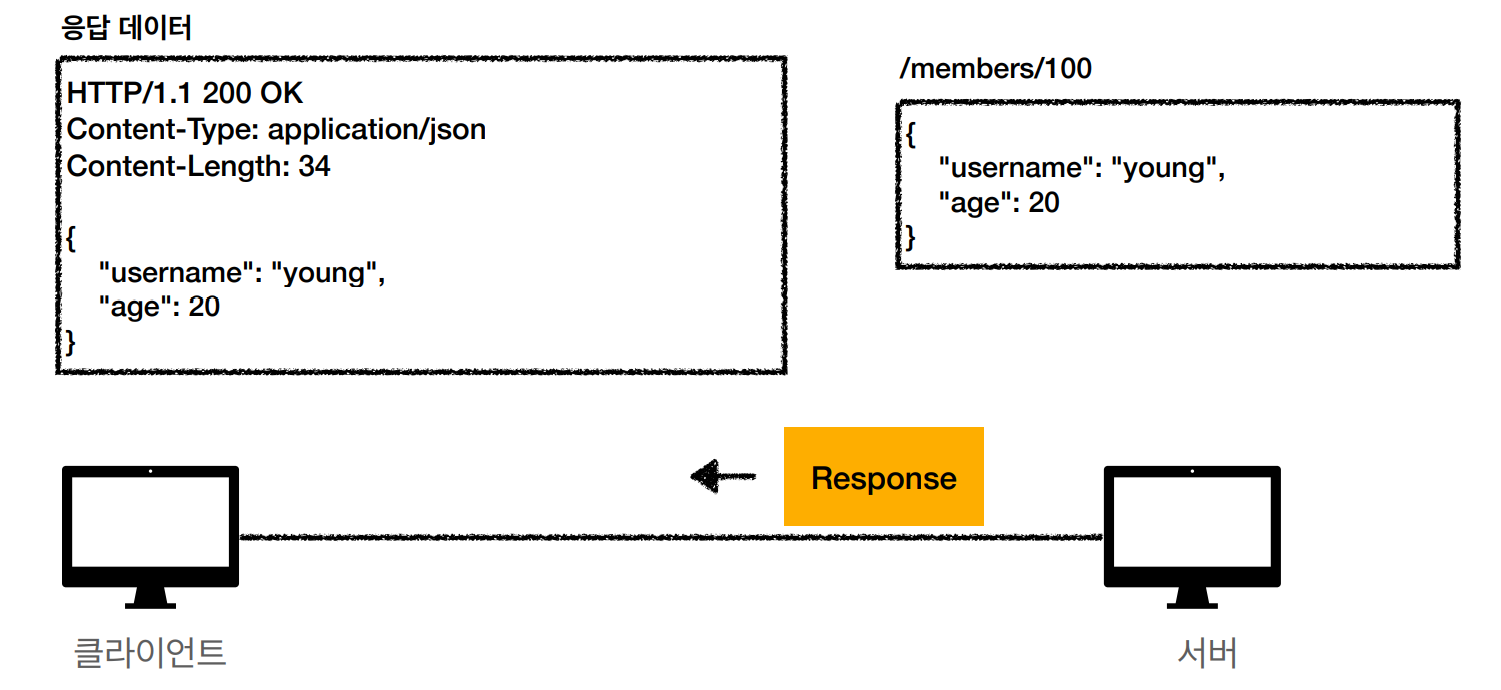 응답 데이터
HTTP/1.1 200 OK
Content-Type: application/json
Content-Length: 34
{
"username": "young",
"age": 20
}
/members/100
{
"username": "young",
"age": 20
}
Response
클라이언트
서버